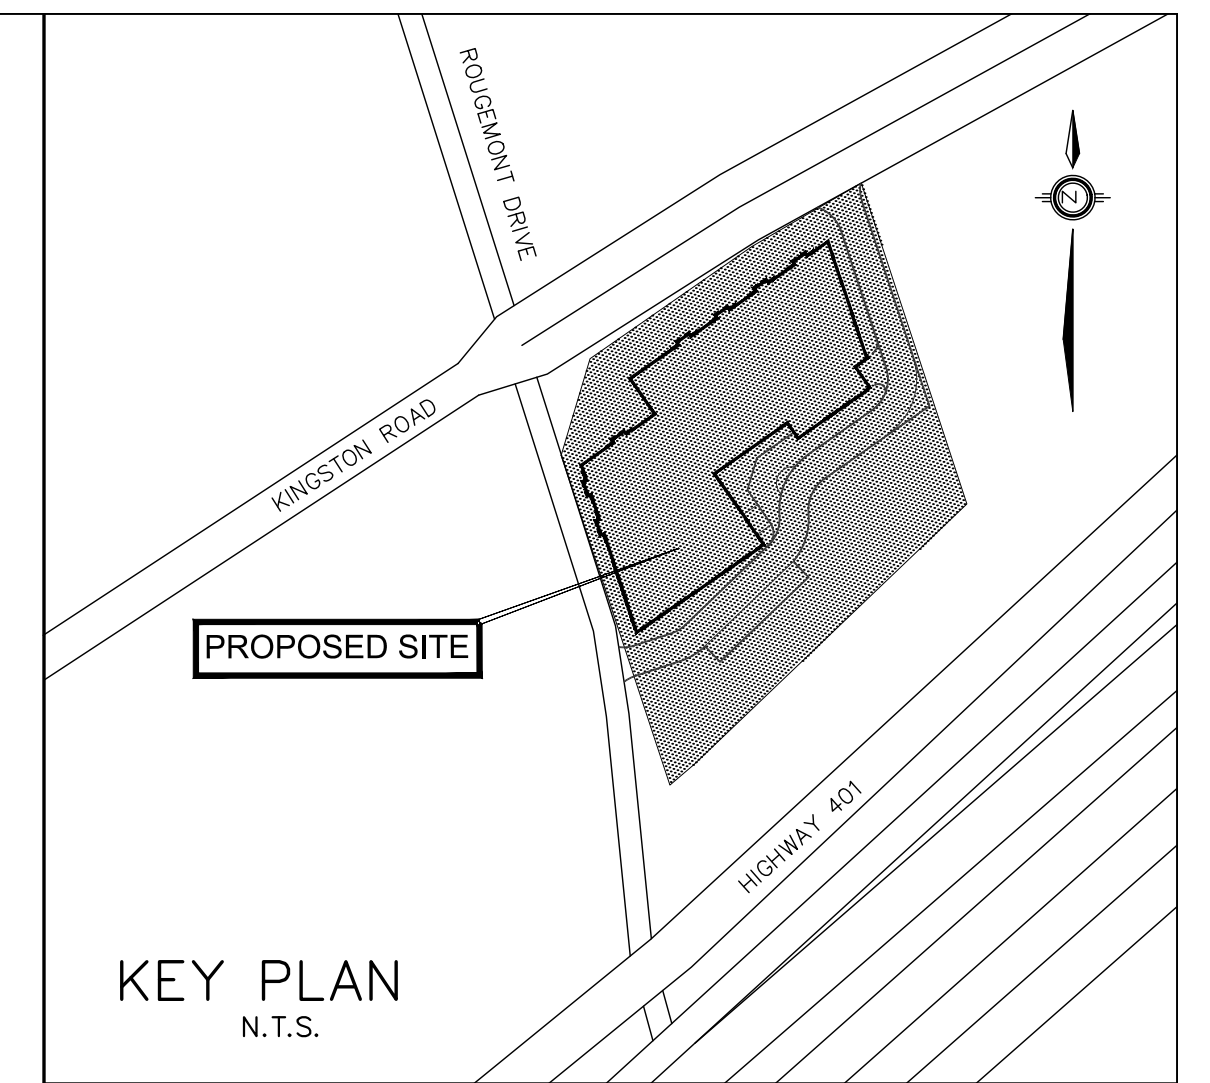 ROUGEMONT DRIVE
N
KINGSTON ROAD
PROPOSED SITE
HIGHWAY 401
KEY PLAN
N.T.S.